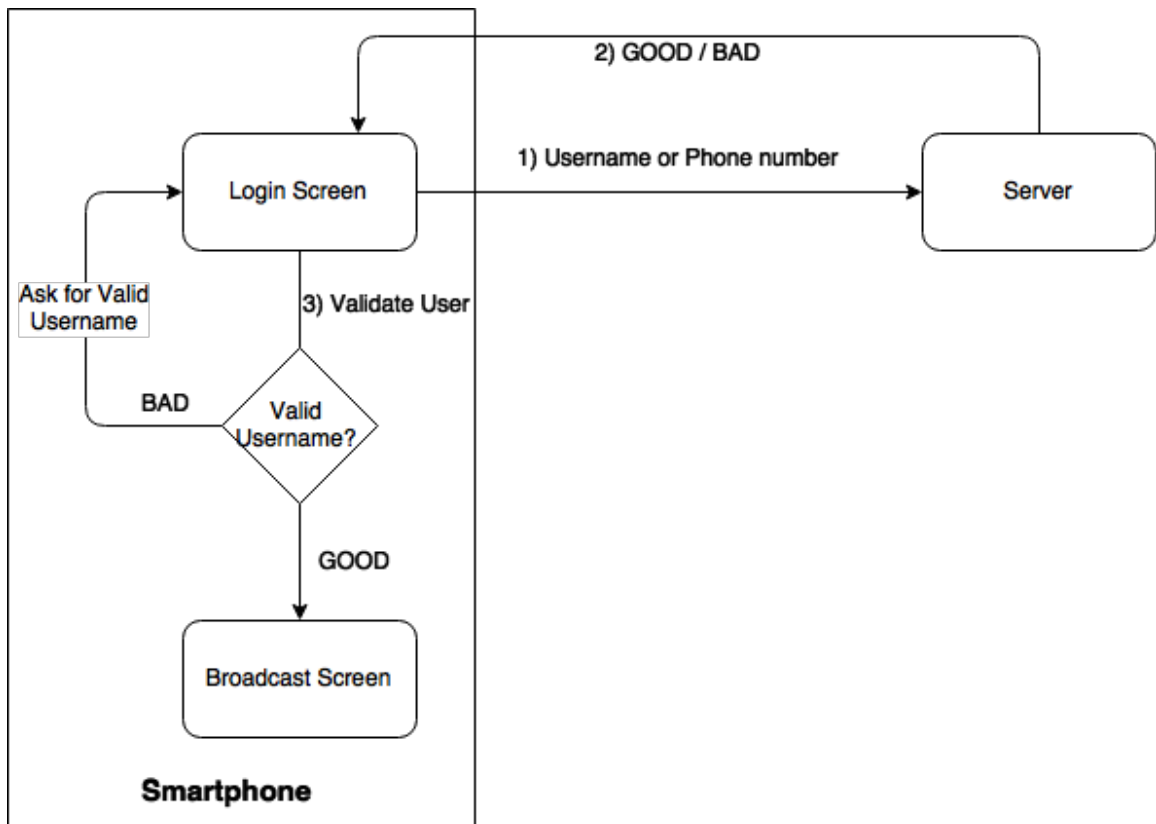 2) GOOD / BAD
1) Username or Phone number
Login Screen
Server
Ask for Valid
Username
3) Validate User
BAD
Valid
Username?
GOOD
Broadcast Screen
Smartphone